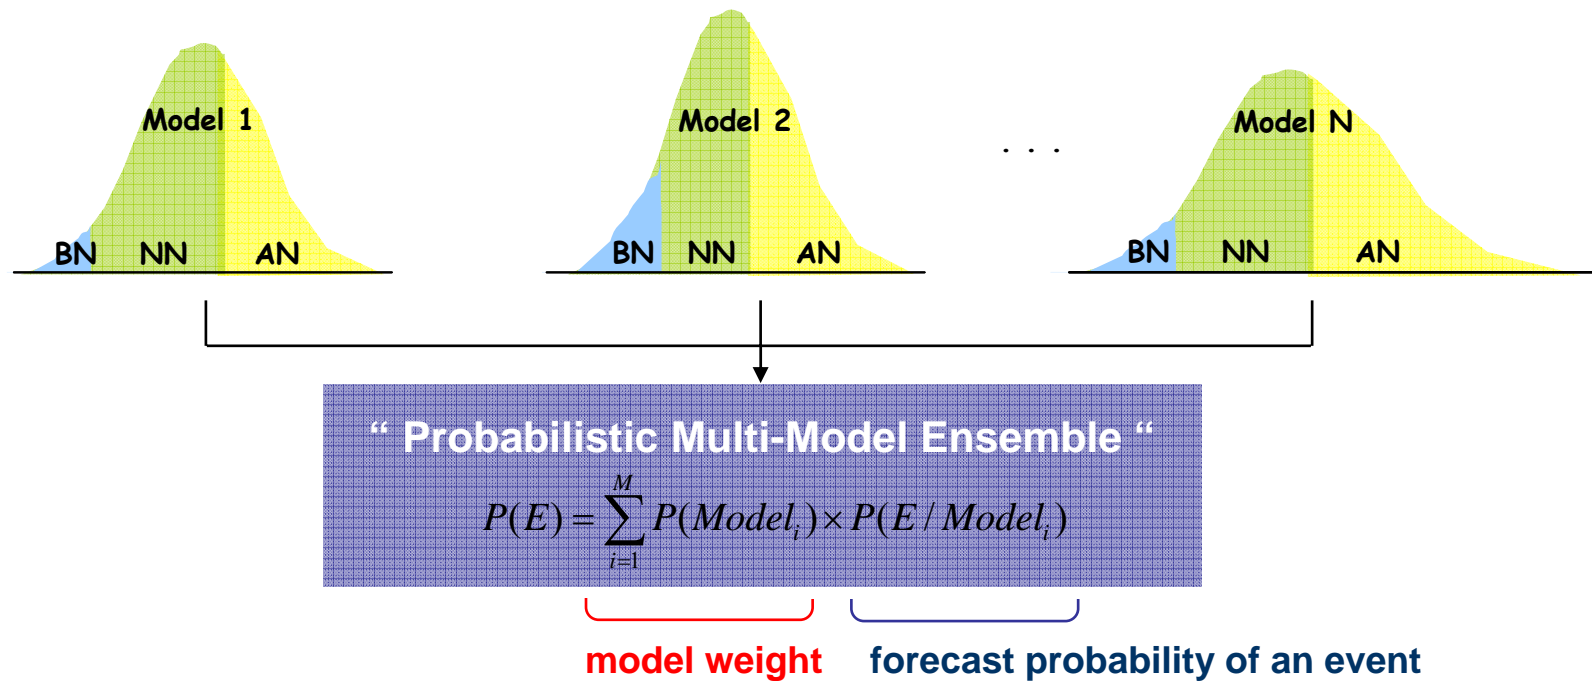 Model 1
Model 2
Model N
. . .
BN NN AN
BN NN AN
BN NN AN
“ Probabilistic Multi-Model Ensemble “
P(E) = \sum_{i=1}^{M} P(Model_i) × P(E / Model_i)
model weight
forecast probability of an event